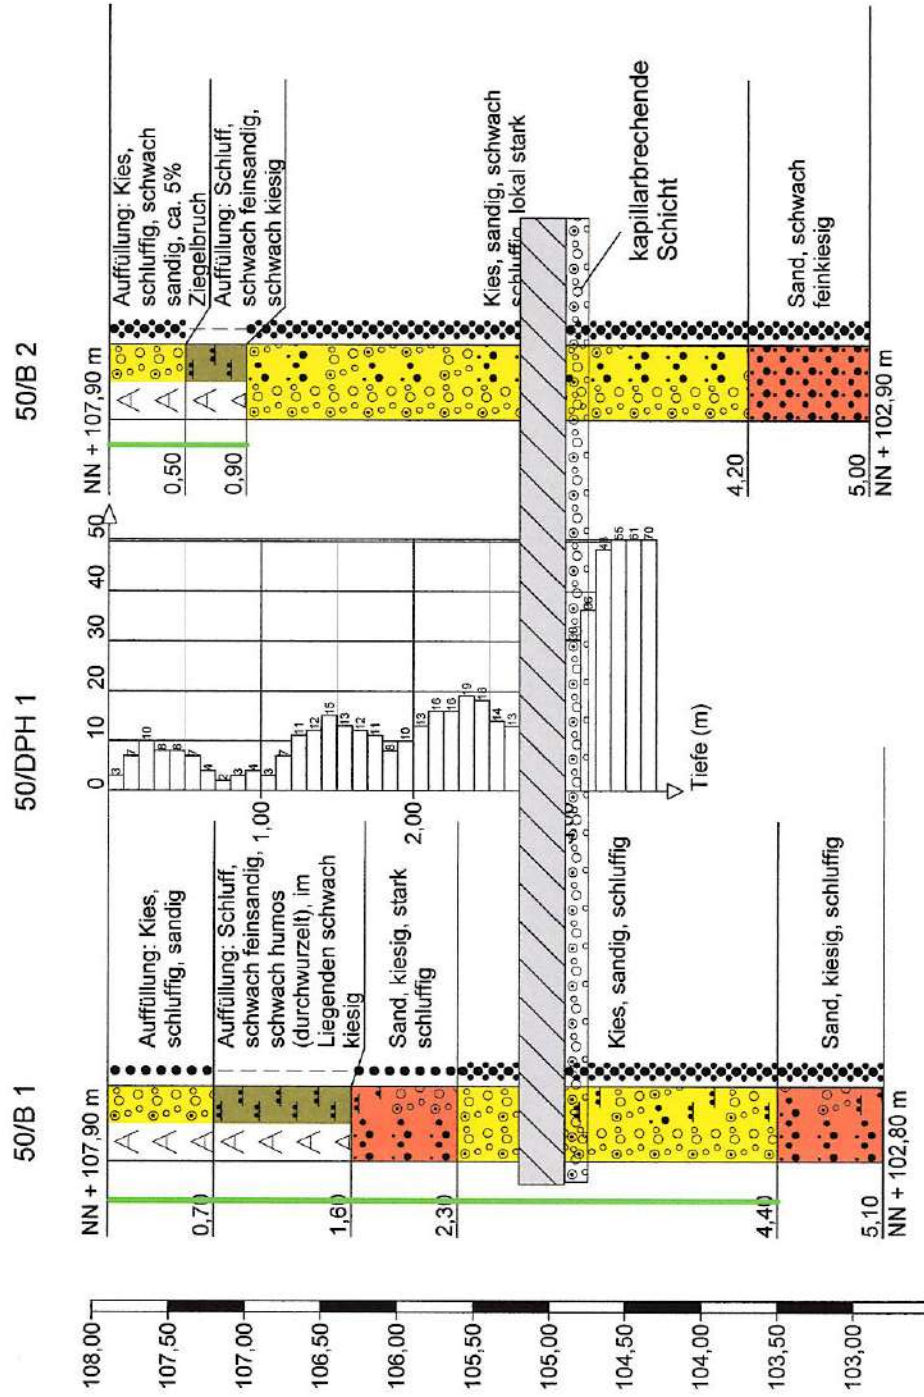 50/B 1
NN + 107,90 m
0,70
1,60
2,30
4,40
5,10
NN + 102,80 m
Auffüllung: Kies,
schluffig, sandig
Auffüllung: Schluff,
schwach feinsandig,
schwach humos
(durchwurzelt), im
Liegenden schwach
kiesig
Sand, kiesig, stark
schluffig
Kies, sandig, schluffig
Sand, kiesig, schluffig
50/DPH 1
0
10
20
30
40
50
1,00
2,00
3
7
10
8
8
7
4
2
3
4
3
7
11
12
15
13
12
11
8
10
13
16
16
19
18
14
13
36
48
55
61
70
Tiefe (m)
50/B 2
NN + 107,90 m
0,50
0,90
4,20
5,00
NN + 102,90 m
A A A A
A A A A A A
Auffüllung: Kies,
schluffig, schwach
sandig, ca. 5%
Ziegelbruch
Auffüllung: Schluff,
schwach feinsandig,
schwach kiesig
Kies, sandig, schwach
schluffig, lokal stark
kapillarbrechende
Schicht
Sand, schwach
feinkiesig
108,00
107,50
107,00
106,50
106,00
105,50
105,00
104,50
104,00
103,50
103,00